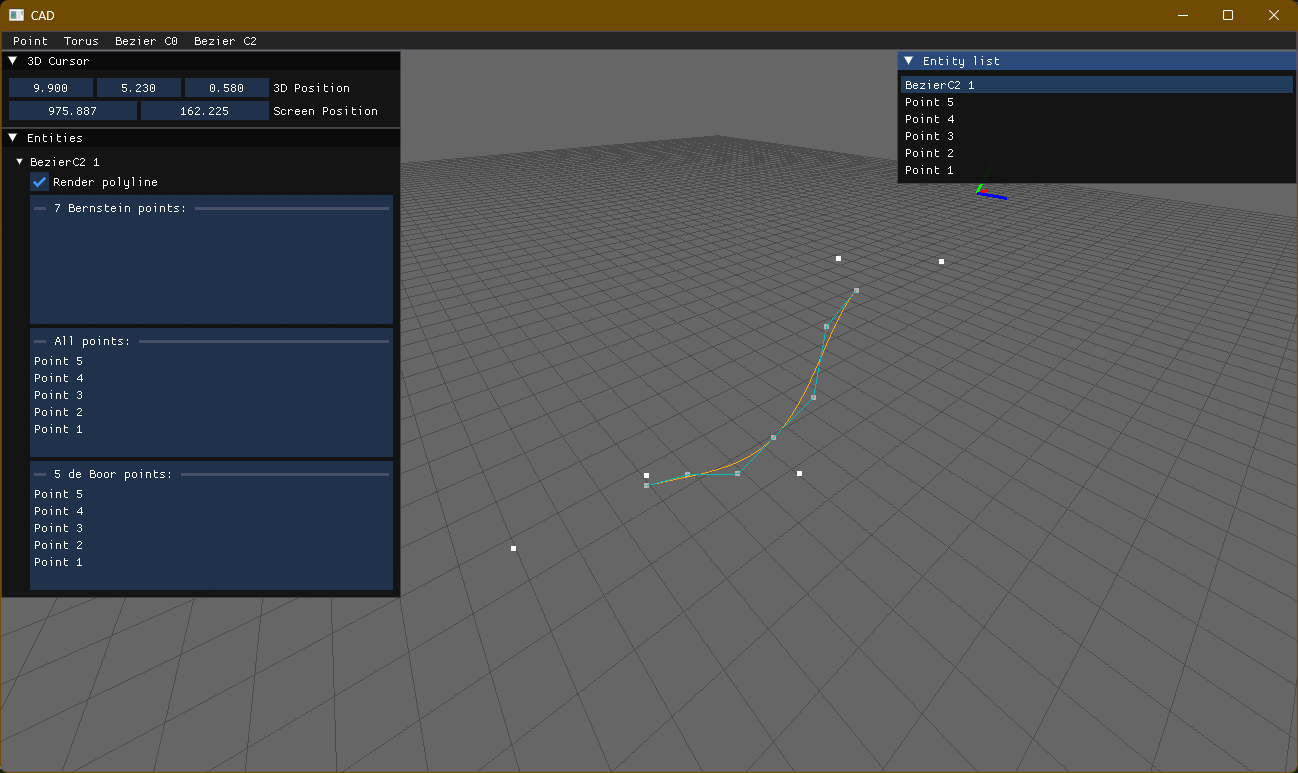 CAD
Point Torus Bezier C0 Bezier C2
3D Cursor
9.900 5.230 0.580 3D Position
975.887 162.225 Screen Position
Entities
BezierC2 1
Render polyline
7 Bernstein points:
All points:
Point 5
Point 4
Point 3
Point 2
Point 1
5 de Boor points:
Point 5
Point 4
Point 3
Point 2
Point 1
Entity list
BezierC2 1
Point 5
Point 4
Point 3
Point 2
Point 1